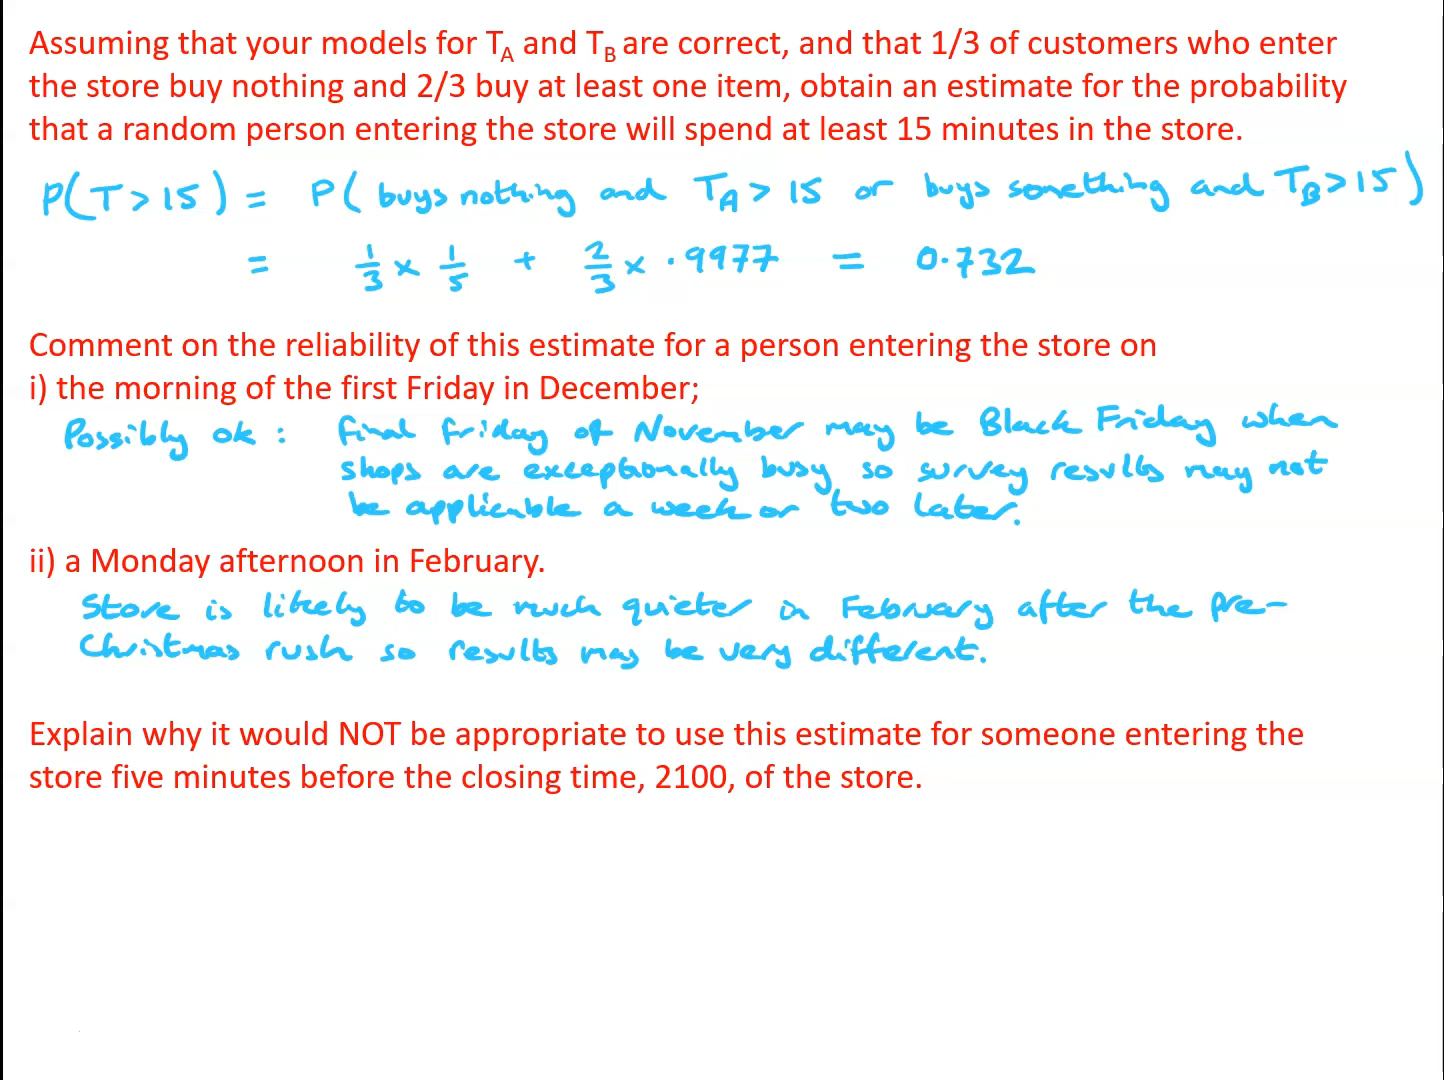 Assuming that your models for T_A and T_B are correct, and that 1/3 of customers who enter
the store buy nothing and 2/3 buy at least one item, obtain an estimate for the probability
that a random person entering the store will spend at least 15 minutes in the store.
P(T > 15) = P( buys nothing and T_A > 15 or buys something and T_B > 15 )
= 1/3 × 1/5 + 2/3 × .9977 = 0.732
Comment on the reliability of this estimate for a person entering the store on
i) the morning of the first Friday in December;
Possibly ok : final friday of November may be Black Friday when
shops are exceptionally busy so survey results may not
be applicable a week or two later.
ii) a Monday afternoon in February.
Store is likely to be much quieter in February after the pre-
Christmas rush so results may be very different.
Explain why it would NOT be appropriate to use this estimate for someone entering the
store five minutes before the closing time, 2100, of the store.